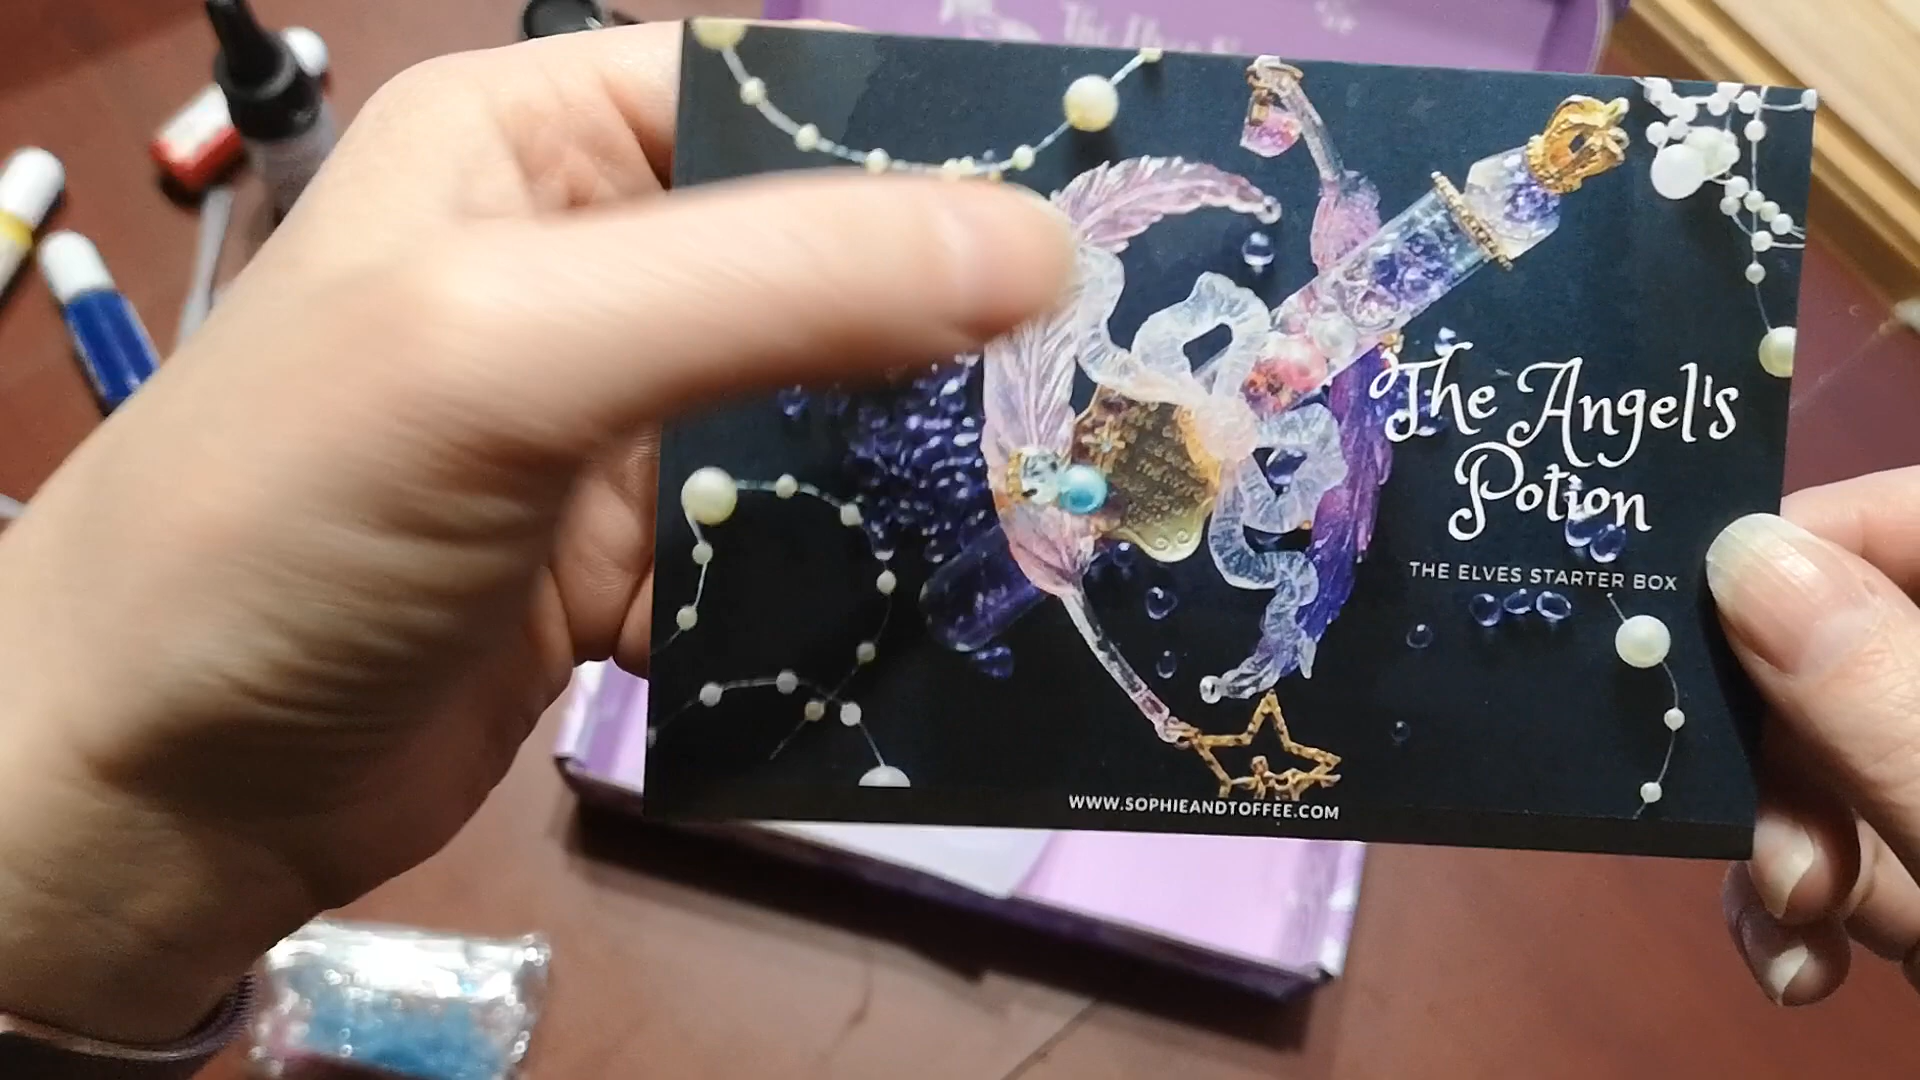 The Angel's
Potion
THE ELVES STARTER BOX
WWW.SOPHIEANDTOFFEE.COM